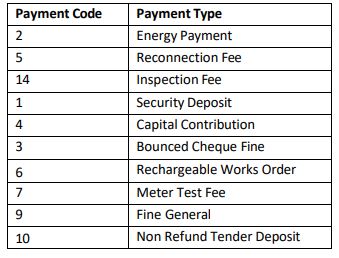 Payment Code Payment Type
2 Energy Payment
5 Reconnection Fee
14 Inspection Fee
1 Security Deposit
4 Capital Contribution
3 Bounced Cheque Fine
6 Rechargeable Works Order
7 Meter Test Fee
9 Fine General
10 Non Refund Tender Deposit